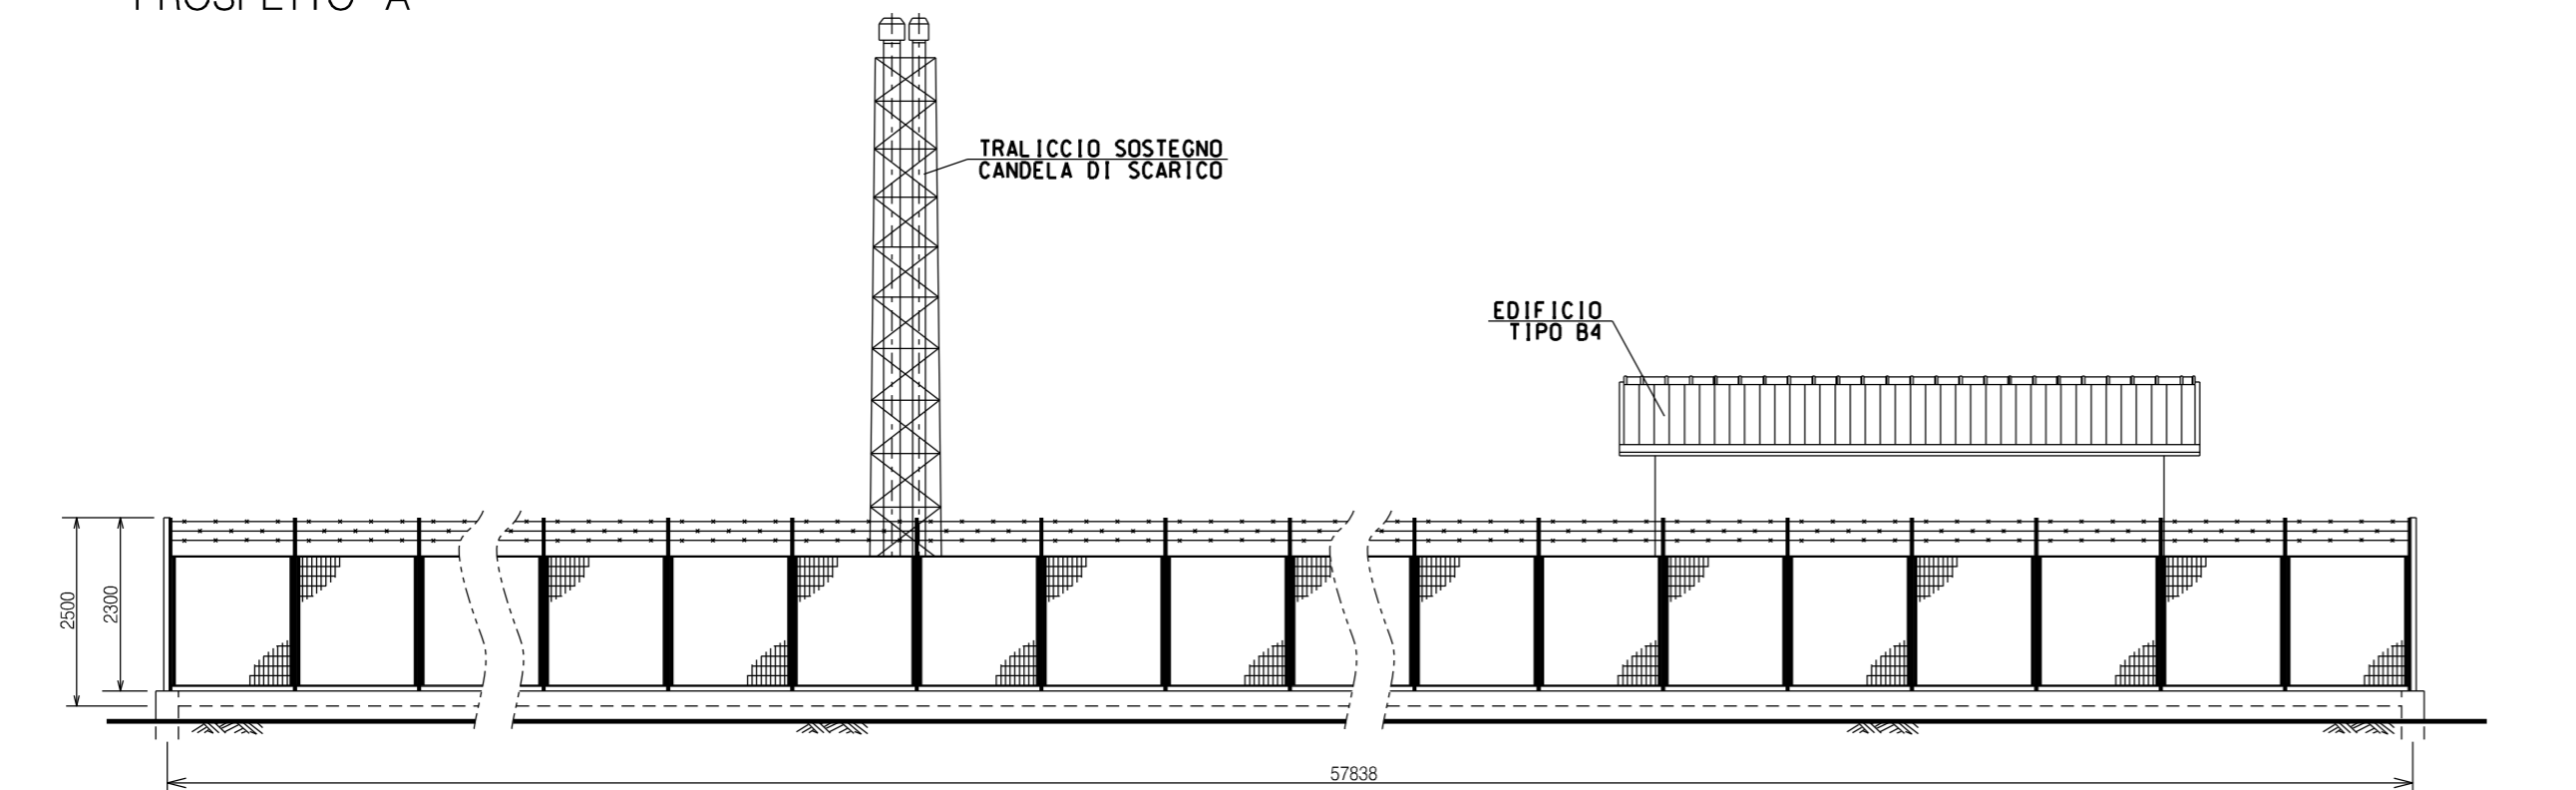 PROSPETTO "A"
TRALICCIO SOSTEGNO
CANDELA DI SCARICO
EDIFICIO
TIPO B4
2500
2300
57838